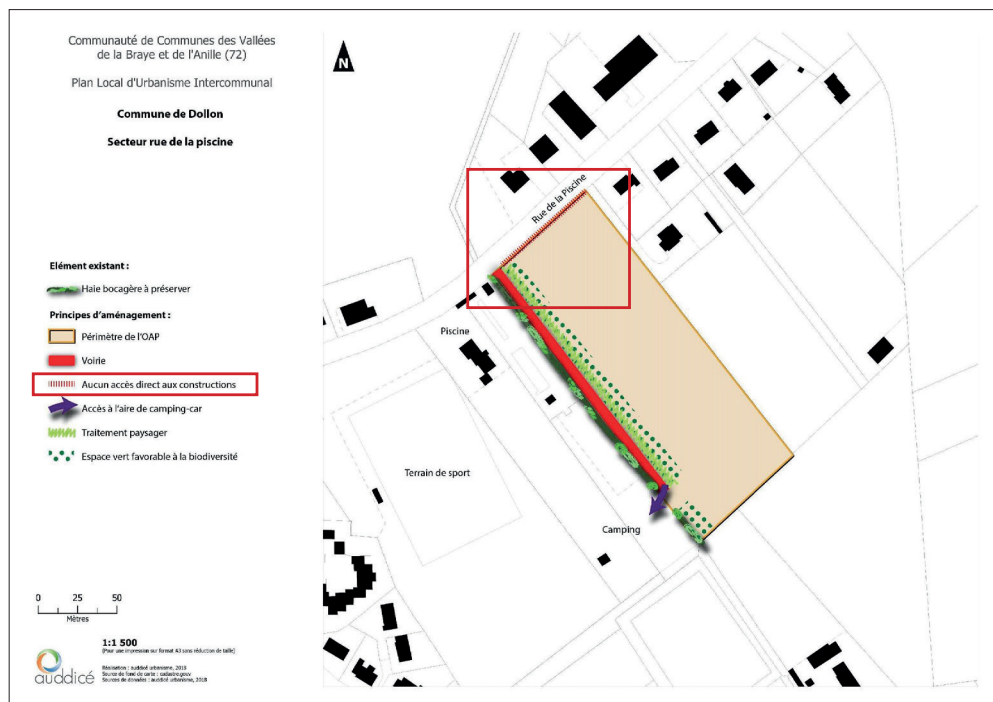 Communauté de Communes des Vallées
de la Braye et de l'Anille (72)
Plan Local d'Urbanisme Intercommunal
Commune de Dollon
Secteur rue de la piscine
Elément existant :
Haie bocagère à préserver
Principes d'aménagement :
Périmètre de l'OAP
Voirie
Aucun accès direct aux constructions
Accès à l'aire de camping-car
Traitement paysager
Espace vert favorable à la biodiversité
0 25 50
Mètres
1:1 500
(Pour une impression sur format A3 sans réduction de taille)
auddicé
Réalisation : auddicé urbanisme, 2019
Source de fond de carte : cadastre.gouv
Sources de données : auddicé urbanisme, 2018
N
Rue de la Piscine
Piscine
Terrain de sport
Camping